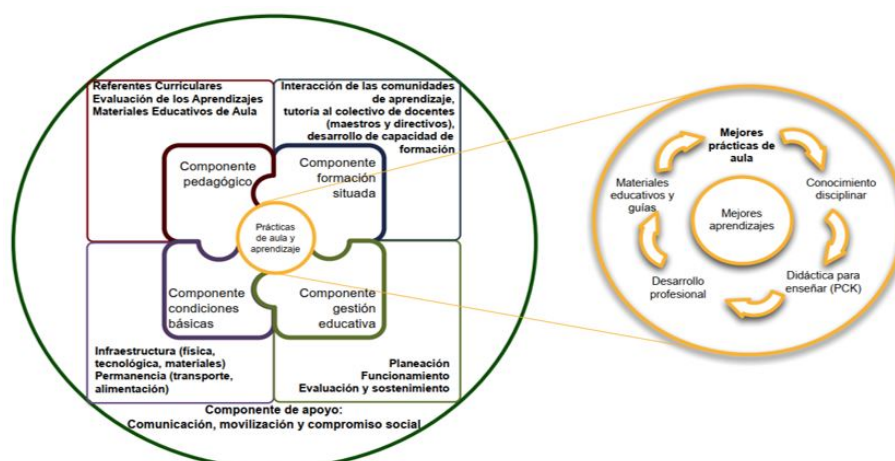 Referentes Curriculares
Evaluación de los Aprendizajes
Materiales Educativos de Aula
Interacción de las comunidades
de aprendizaje,
tutoría al colectivo de docentes
(maestros y directivos),
desarrollo de capacidad de
formación
Componente
pedagógico
Componente
formación
situada
Prácticas
de aula y
aprendizaje
Componente
condiciones
básicas
Componente
gestión
educativa
Infraestructura (física,
tecnológica, materiales)
Permanencia (transporte,
alimentación)
Planeación
Funcionamiento
Evaluación y sostenimiento
Componente de apoyo:
Comunicación, movilización y compromiso social
Mejores
prácticas de
aula
Conocimiento
disciplinar
Didáctica para
enseñar (PCK)
Desarrollo
profesional
Materiales
educativos y
guías
Mejores
aprendizajes